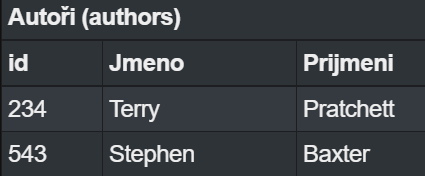 Autoři (authors)
id Jmeno Prijmeni
234 Terry Pratchett
543 Stephen Baxter